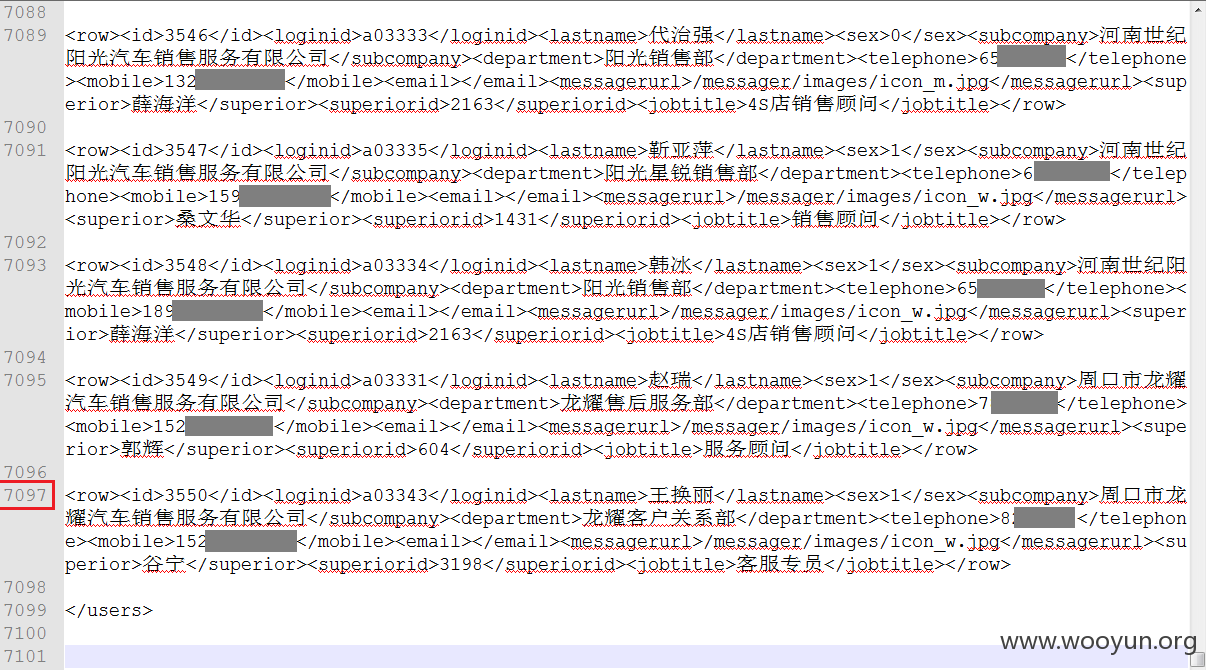 7088
7089 <row><id>3546</id><loginid>a03333</loginid><lastname>代治强</lastname><sex>0</sex><subcompany>河南世纪
阳光汽车销售服务有限公司</subcompany><department>阳光销售部</department><telephone>65</telephone
><mobile>132</mobile><email></email><messagerurl>/messager/images/icon_m.jpg</messagerurl><sup
erior>薛海洋</superior><superiorid>2163</superiorid><jobtitle>4S店销售顾问</jobtitle></row>
7090
7091 <row><id>3547</id><loginid>a03335</loginid><lastname>靳亚萍</lastname><sex>1</sex><subcompany>河南世纪
阳光汽车销售服务有限公司</subcompany><department>阳光星锐销售部</department><telephone>6</telep
hone><mobile>159</mobile><email></email><messagerurl>/messager/images/icon_w.jpg</messagerurl>
<superior>桑文华</superior><superiorid>1431</superiorid><jobtitle>销售顾问</jobtitle></row>
7092
7093 <row><id>3548</id><loginid>a03334</loginid><lastname>韩冰</lastname><sex>1</sex><subcompany>河南世纪阳
光汽车销售服务有限公司</subcompany><department>阳光销售部</department><telephone>65</telephone><
mobile>189</mobile><email></email><messagerurl>/messager/images/icon_w.jpg</messagerurl><super
ior>薛海洋</superior><superiorid>2163</superiorid><jobtitle>4S店销售顾问</jobtitle></row>
7094
7095 <row><id>3549</id><loginid>a03331</loginid><lastname>赵瑞</lastname><sex>1</sex><subcompany>周口市龙耀
汽车销售服务有限公司</subcompany><department>龙耀售后服务部</department><telephone>7</telephone>
<mobile>152</mobile><email></email><messagerurl>/messager/images/icon_w.jpg</messagerurl><supe
rior>郭辉</superior><superiorid>604</superiorid><jobtitle>服务顾问</jobtitle></row>
7096
7097 <row><id>3550</id><loginid>a03343</loginid><lastname>王换丽</lastname><sex>1</sex><subcompany>周口市龙
耀汽车销售服务有限公司</subcompany><department>龙耀客户关系部</department><telephone>82</telephon
e><mobile>152</mobile><email></email><messagerurl>/messager/images/icon_w.jpg</messagerurl><su
perior>谷宁</superior><superiorid>3198</superiorid><jobtitle>客服专员</jobtitle></row>
7098
7099 </users>
7100
7101
www.wooyun.org